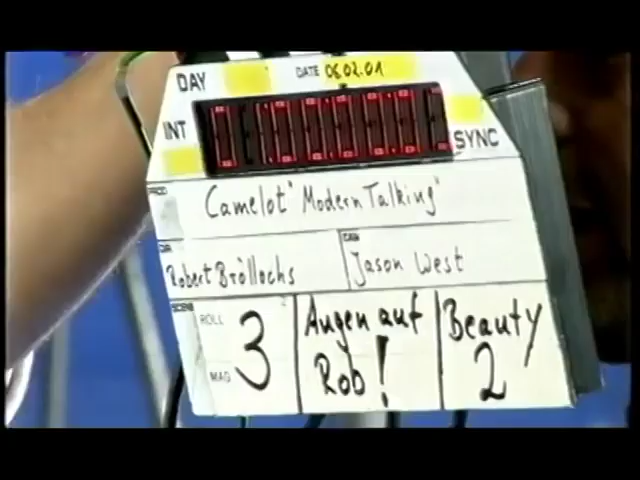 DAY DATE 06.02.01
INT SYNC
PROD Camelot "Modern Talking"
DIR Robert Bröllochs CAM Jason West
SCENE ROLL MAG 3
Augen auf
Rob!
Beauty
2